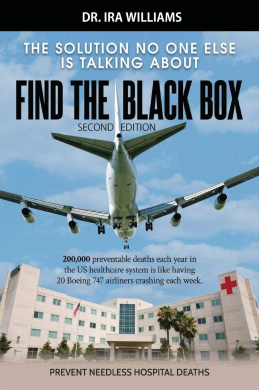 DR. IRA WILLIAMS
THE SOLUTION NO ONE ELSE
IS TALKING ABOUT
FIND THE BLACK BOX
SECOND EDITION
200,000 preventable deaths each year in
the US healthcare system is like having
20 Boeing 747 airliners crashing each week.
PREVENT NEEDLESS HOSPITAL DEATHS